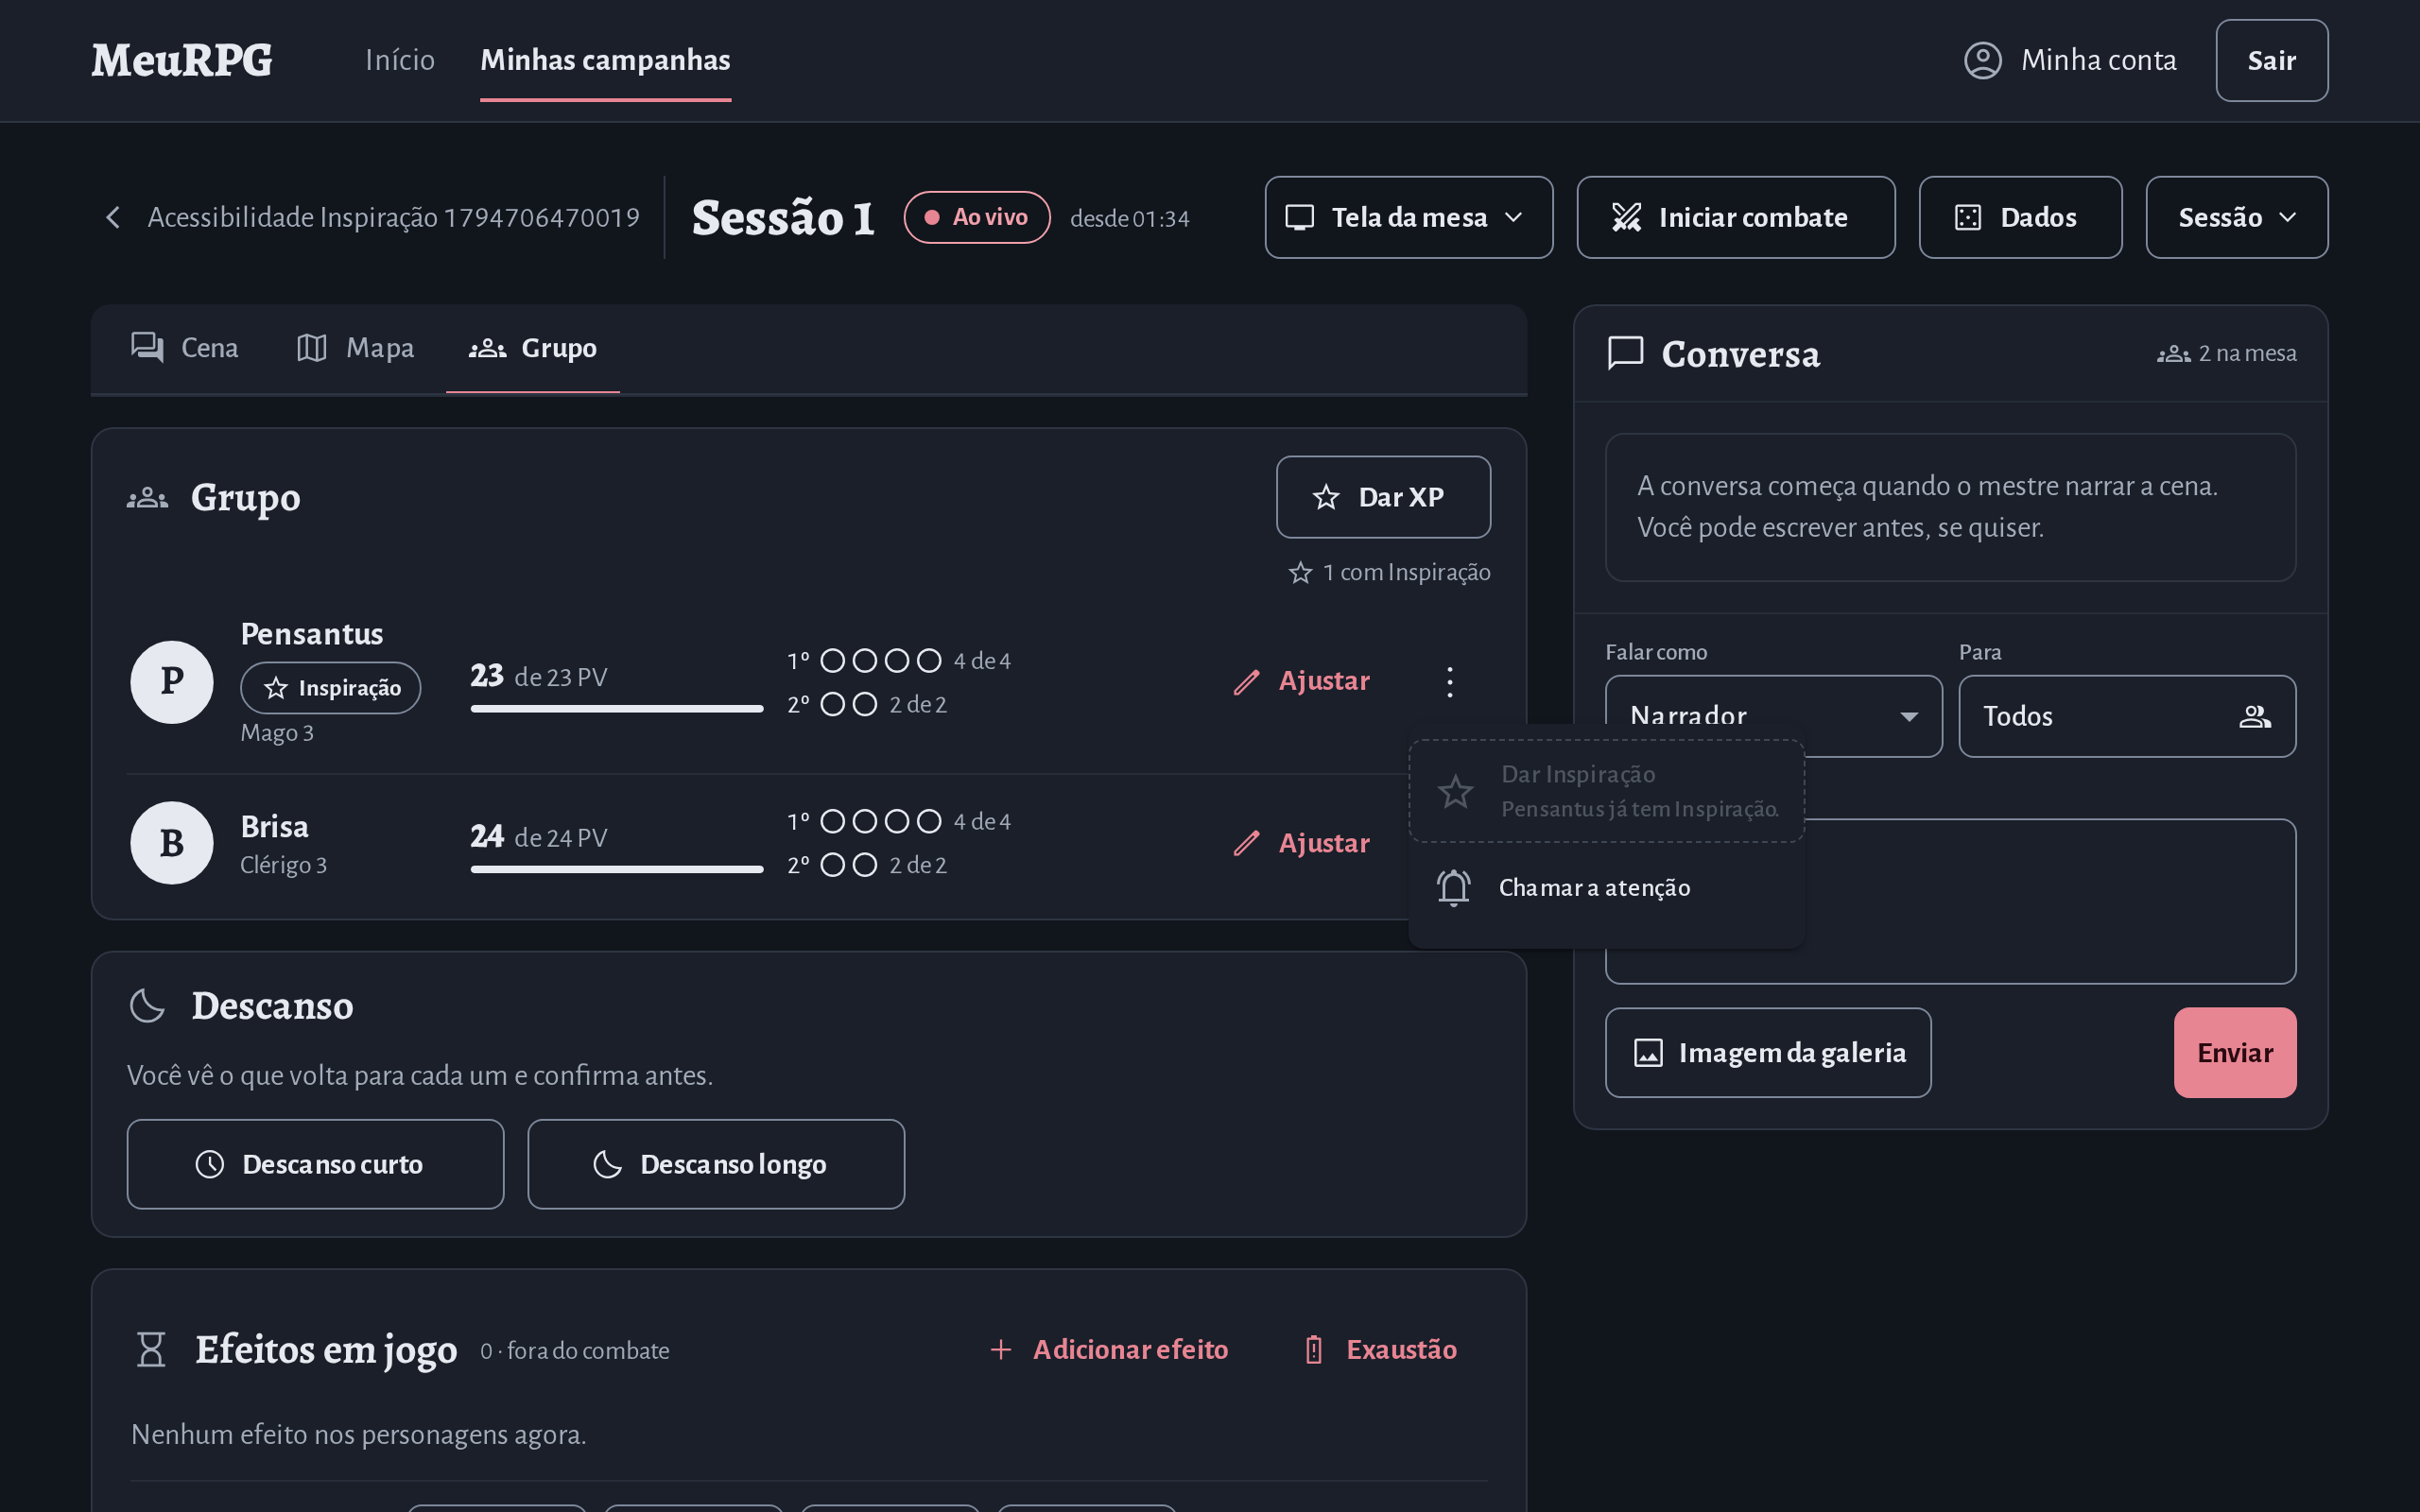 MeuRPG
Início
Minhas campanhas
Minha conta
Sair
Acessibilidade Inspiração 1794706470019
Sessão 1
Ao vivo
desde 01:34
Tela da mesa
Iniciar combate
Dados
Sessão
Cena
Mapa
Grupo
Grupo
Dar XP
1 com Inspiração
P
Pensantus
Inspiração
Mago 3
23 de 23 PV
1º 4 de 4
2º 2 de 2
Ajustar
B
Brisa
Clérigo 3
24 de 24 PV
1º 4 de 4
2º 2 de 2
Ajustar
Dar Inspiração
Pensantus já tem Inspiração.
Chamar a atenção
Descanso
Você vê o que volta para cada um e confirma antes.
Descanso curto
Descanso longo
Efeitos em jogo
0 · fora do combate
Adicionar efeito
Exaustão
Nenhum efeito nos personagens agora.
Conversa
2 na mesa
A conversa começa quando o mestre narrar a cena.
Você pode escrever antes, se quiser.
Falar como
Para
Narrador
Todos
Imagem da galeria
Enviar